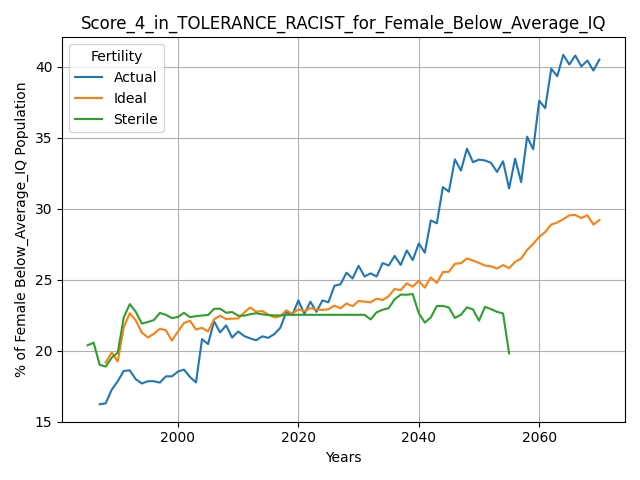 Score_4_in_TOLERANCE_RACIST_for_Female_Below_Average_IQ
Fertility
Actual
Ideal
Sterile
% of Female Below_Average_IQ Population
40
35
30
25
20
15
2000
2020
2040
2060
Years